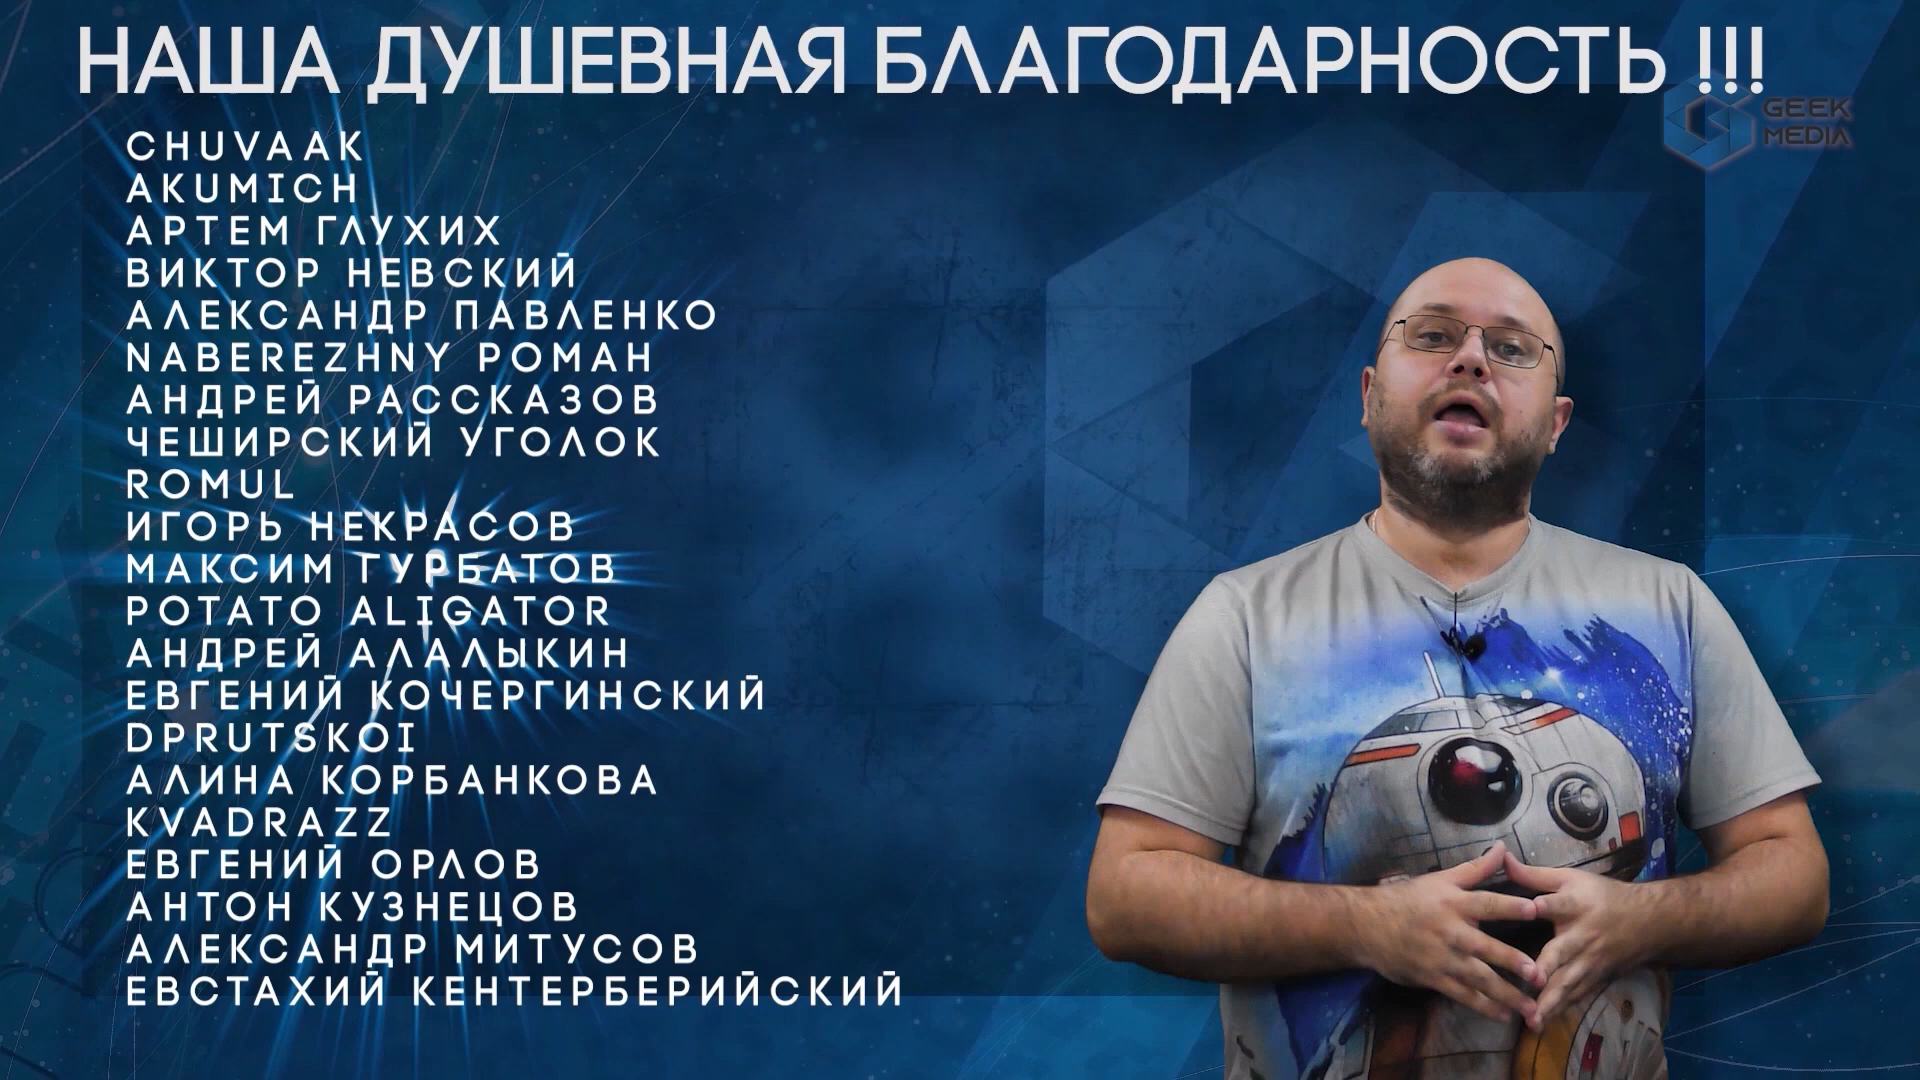 НАША ДУШЕВНАЯ БЛАГОДАРНОСТЬ !!!
GEEK
MEDIA
CHUVAAK
AKUMICH
АРТЕМ ГЛУХИХ
ВИКТОР НЕВСКИЙ
АЛЕКСАНДР ПАВЛЕНКО
NABEREZHNY РОМАН
АНДРЕЙ РАССКАЗОВ
ЧЕШИРСКИЙ УГОЛОК
ROMUL
ИГОРЬ НЕКРАСОВ
МАКСИМ ГУРБАТОВ
POTATO ALIGATOR
АНДРЕЙ АЛАЛЫКИН
ЕВГЕНИЙ КОЧЕРГИНСКИЙ
DPRUTSKOI
АЛИНА КОРБАНКОВА
KVADRAZZ
ЕВГЕНИЙ ОРЛОВ
АНТОН КУЗНЕЦОВ
АЛЕКСАНДР МИТУСОВ
ЕВСТАХИЙ КЕНТЕРБЕРИЙСКИЙ